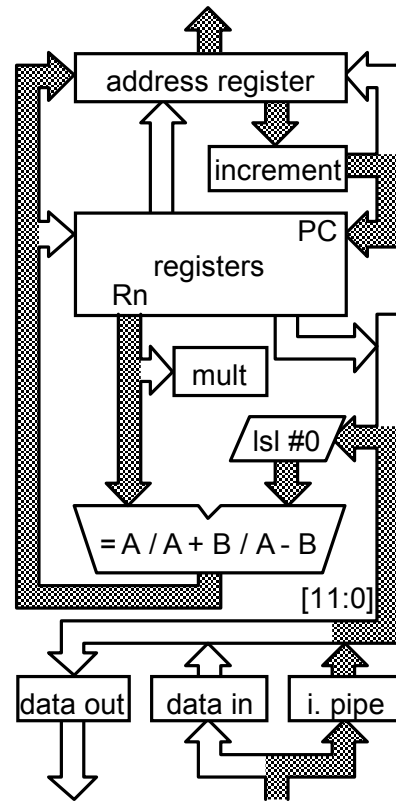 address register
increment
PC
registers
Rn
mult
lsl #0
= A / A + B / A - B
[11:0]
data out
data in
i. pipe